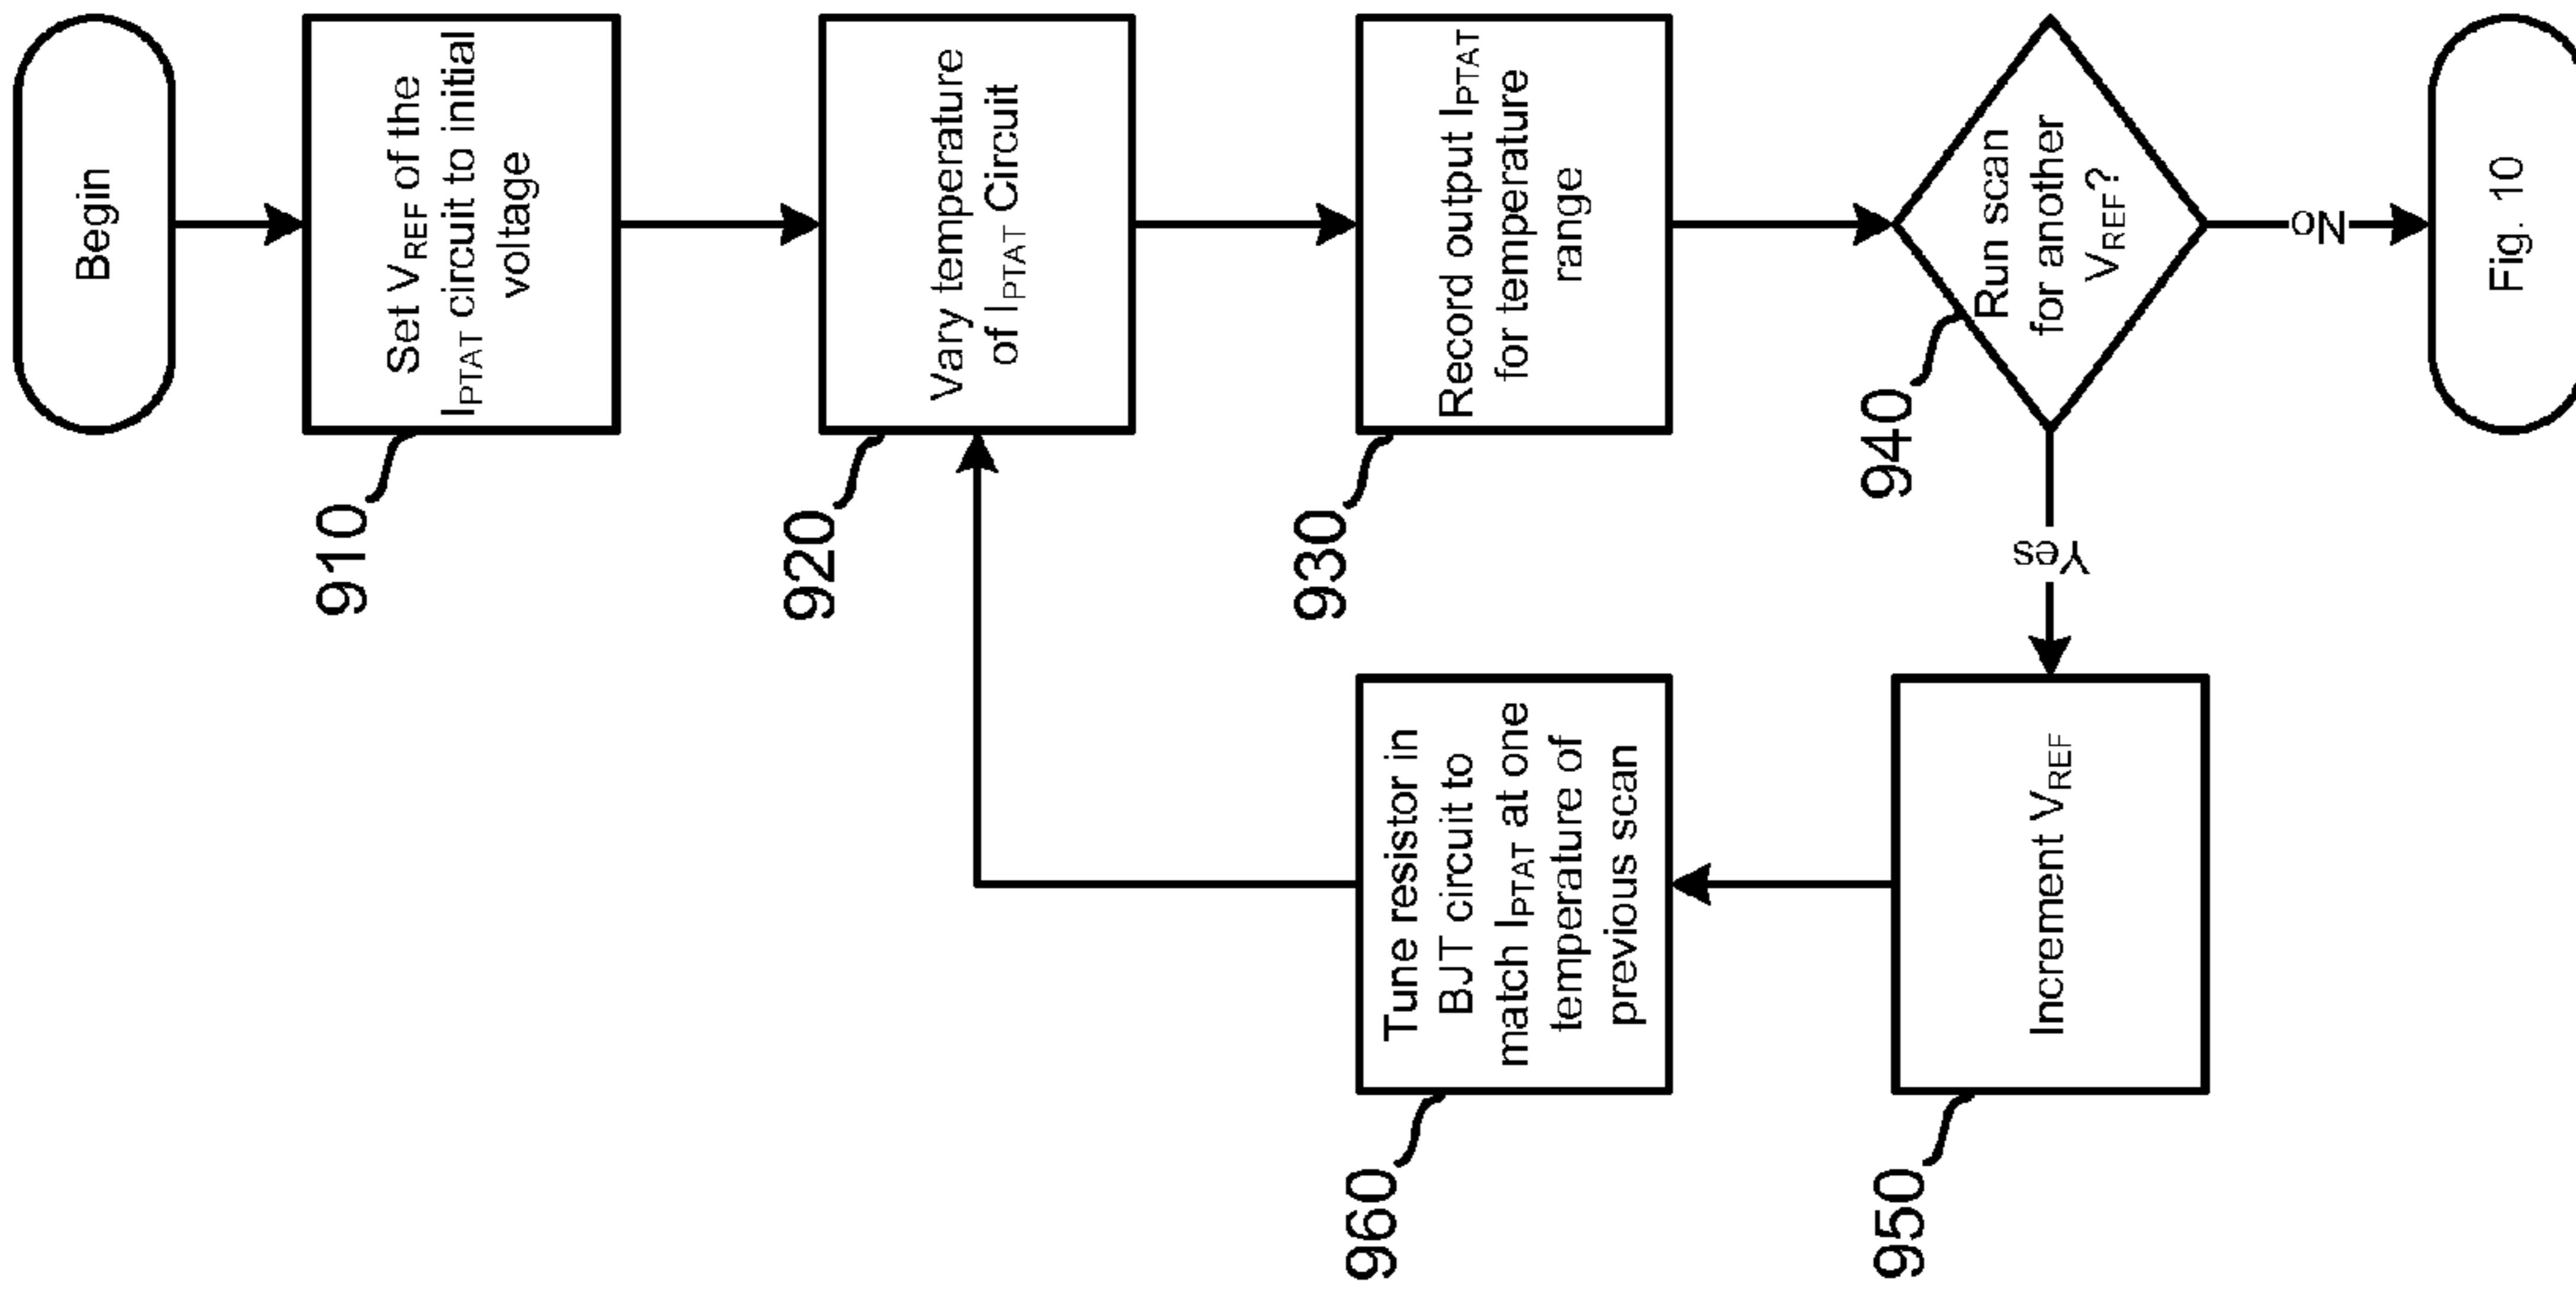 Begin
Set VREF of the
IPTAT circuit to initial
voltage
910
Vary temperature
of IPTAT Circuit
920
Record output IPTAT
for temperature
range
930
Run scan
for another
VREF?
940
No
Fig. 10
Yes
Increment VREF
950
Tune resistor in
BJT circuit to
match IPTAT at one
temperature of
previous scan
960